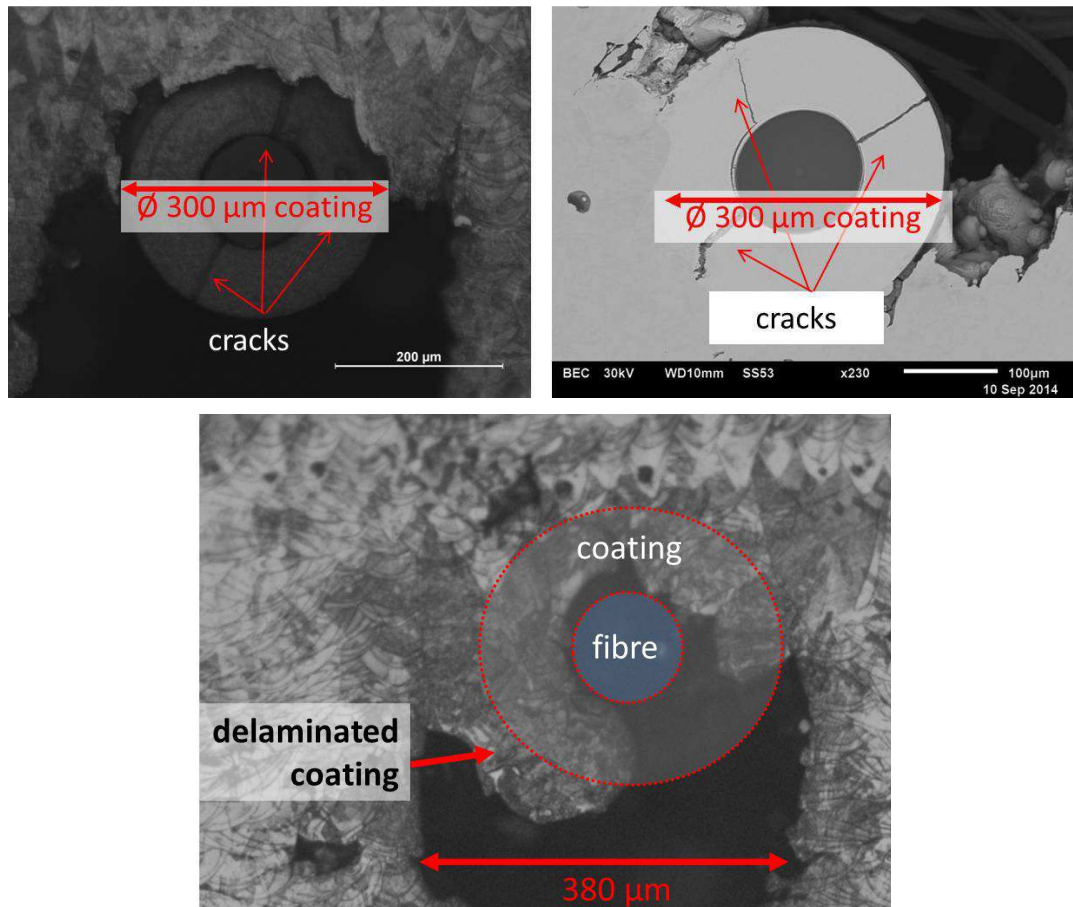 Ø 300 µm coating
cracks
200 µm
Ø 300 µm coating
cracks
BEC 30kV WD10mm SS53 x230 100µm
10 Sep 2014
coating
fibre
delaminated
coating
380 µm